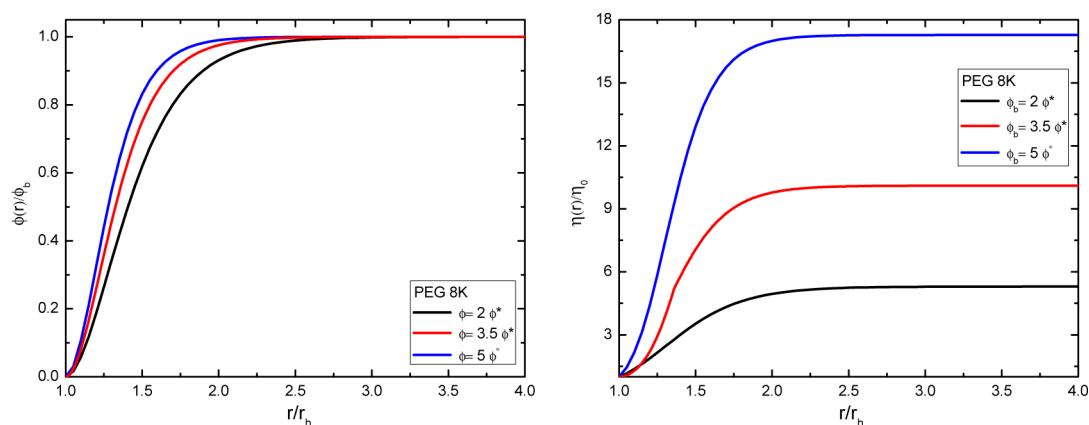 1.0
0.8
0.6
0.4
0.2
0.0
ϕ(r)/ϕb
PEG 8K
ϕ= 2 ϕ*
ϕ= 3.5 ϕ*
ϕ= 5 ϕ*
1.0 1.5 2.0 2.5 3.0 3.5 4.0
r/rh
18
15
12
9
6
3
η(r)/η0
PEG 8K
ϕb= 2 ϕ*
ϕb= 3.5 ϕ*
ϕb= 5 ϕ*
1.0 1.5 2.0 2.5 3.0 3.5 4.0
r/rh